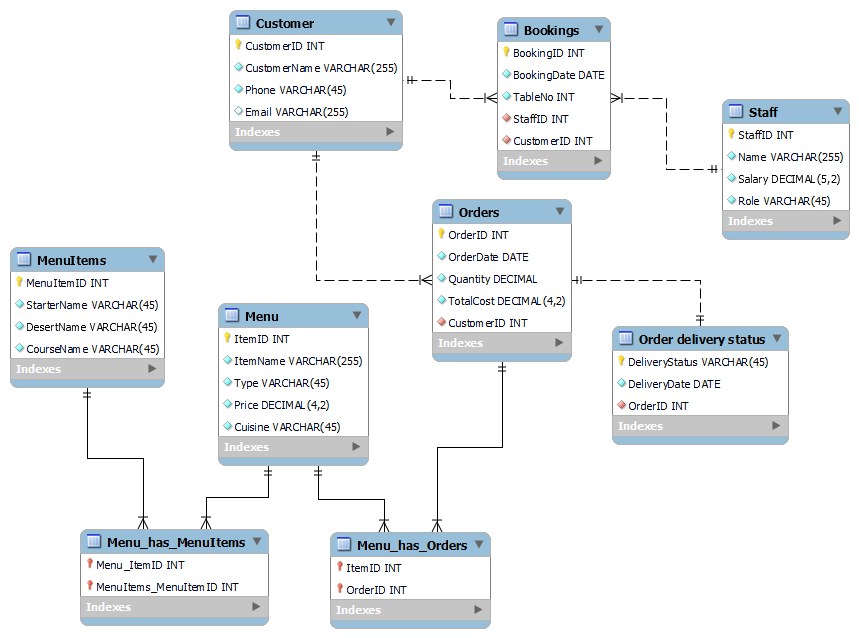 Customer
CustomerID INT
CustomerName VARCHAR(255)
Phone VARCHAR(45)
Email VARCHAR(255)
Indexes
Bookings
BookingID INT
BookingDate DATE
TableNo INT
StaffID INT
CustomerID INT
Indexes
Staff
StaffID INT
Name VARCHAR(255)
Salary DECIMAL(5,2)
Role VARCHAR(45)
Indexes
Orders
OrderID INT
OrderDate DATE
Quantity DECIMAL
TotalCost DECIMAL(4,2)
CustomerID INT
Indexes
MenuItems
MenuItemID INT
StarterName VARCHAR(45)
DesertName VARCHAR(45)
CourseName VARCHAR(45)
Indexes
Menu
ItemID INT
ItemName VARCHAR(255)
Type VARCHAR(45)
Price DECIMAL(4,2)
Cuisine VARCHAR(45)
Indexes
Order delivery status
DeliveryStatus VARCHAR(45)
DeliveryDate DATE
OrderID INT
Indexes
Menu_has_MenuItems
Menu_ItemID INT
MenuItems_MenuItemID INT
Indexes
Menu_has_Orders
ItemID INT
OrderID INT
Indexes